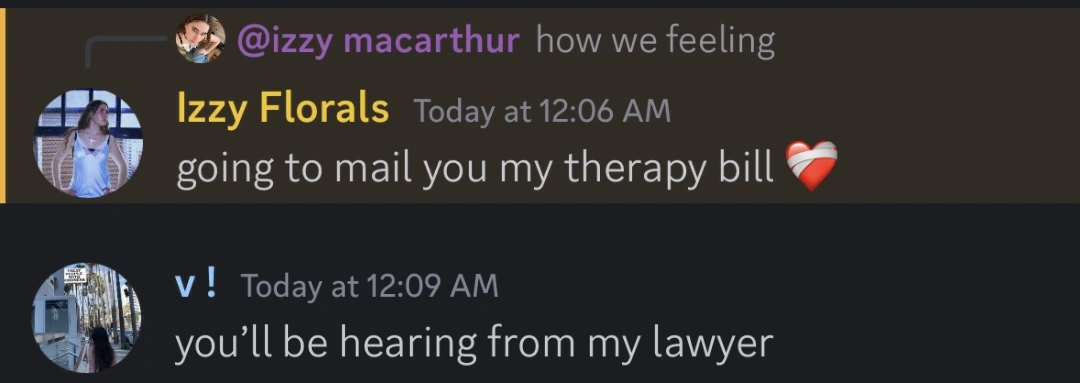 @izzy macarthur how we feeling
Izzy Florals Today at 12:06 AM
going to mail you my therapy bill ❤️‍🩹
v ! Today at 12:09 AM
you’ll be hearing from my lawyer